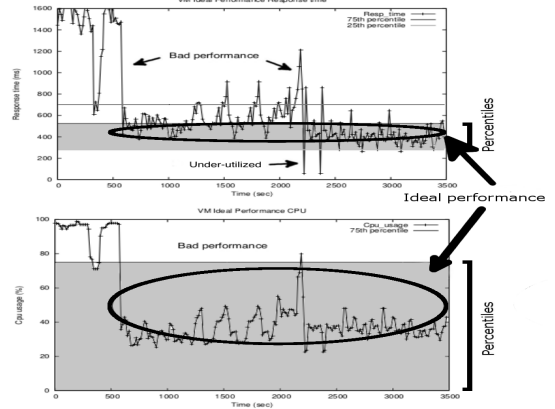 VM Ideal Performance Response time
1600
1400
1200
1000
800
600
400
200
0
Response time (ms)
Resp_time
75th percentile
25th percentile
Bad performance
Under-utilized
0 500 1000 1500 2000 2500 3000 3500
Time (sec)
Percentiles
Ideal performance
VM Ideal Performance CPU
100
80
60
40
20
0
Cpu usage (%)
Cpu_usage
75th percentile
Bad performance
0 500 1000 1500 2000 2500 3000 3500
Time (sec)
Percentiles